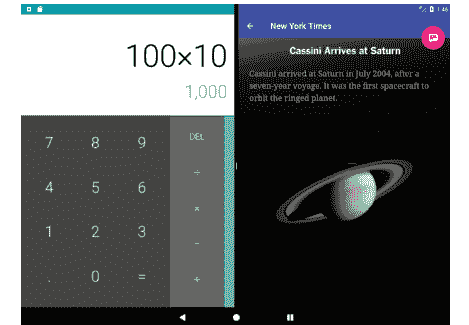 100×10
1,000
7 8 9 DEL
÷
4 5 6
×
1 2 3
−
. 0 = +
New York Times
Cassini Arrives at Saturn
Cassini arrived at Saturn in July 2004, after a
seven-year voyage. It was the first spacecraft to
orbit the ringed planet.